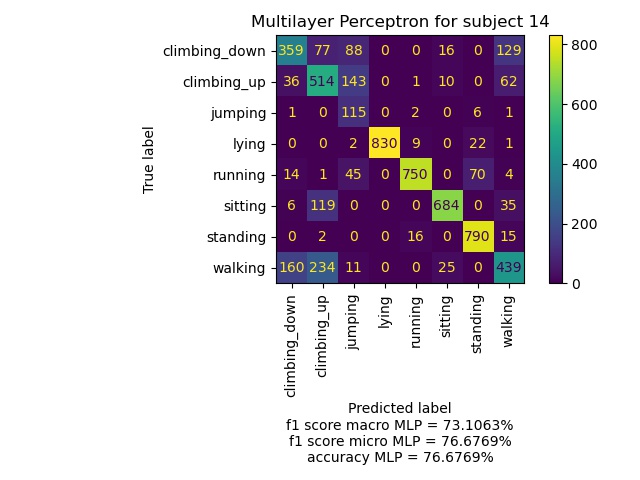 Multilayer Perceptron for subject 14
climbing_down 359 77 88 0 0 16 0 129
climbing_up 36 514 143 0 1 10 0 62
jumping 1 0 115 0 2 0 6 1
lying 0 0 2 830 9 0 22 1
running 14 1 45 0 750 0 70 4
sitting 6 119 0 0 0 684 0 35
standing 0 2 0 0 16 0 790 15
walking 160 234 11 0 0 25 0 439
True label
climbing_down climbing_up jumping lying running sitting standing walking
Predicted label
f1 score macro MLP = 73.1063%
f1 score micro MLP = 76.6769%
accuracy MLP = 76.6769%
800
600
400
200
0